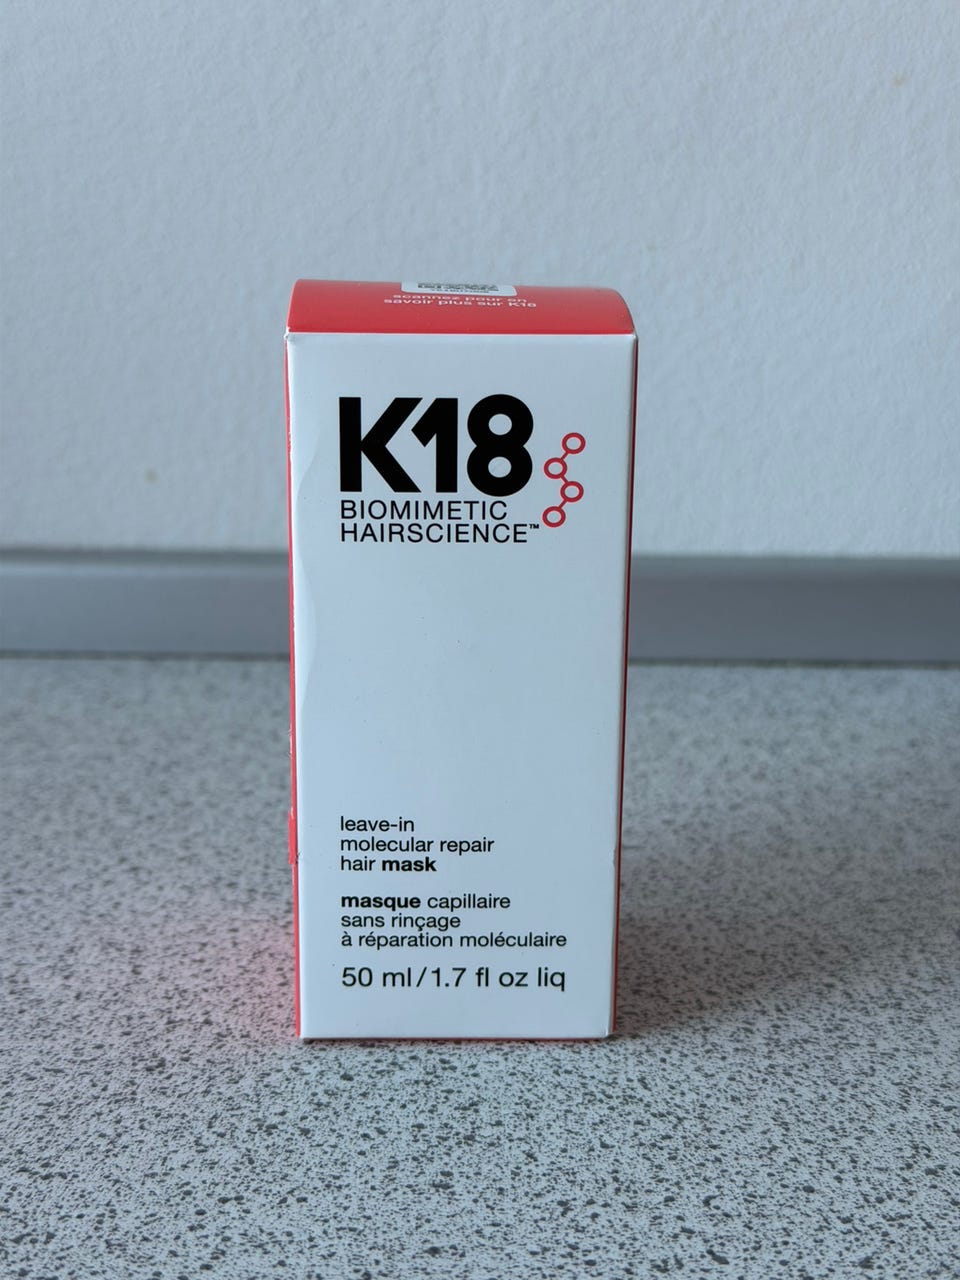 scannez pour en
savoir plus sur K18
K18
BIOMIMETIC
HAIRSCIENCE™
leave-in
molecular repair
hair mask
masque capillaire
sans rinçage
à réparation moléculaire
50 ml/1.7 fl oz liq